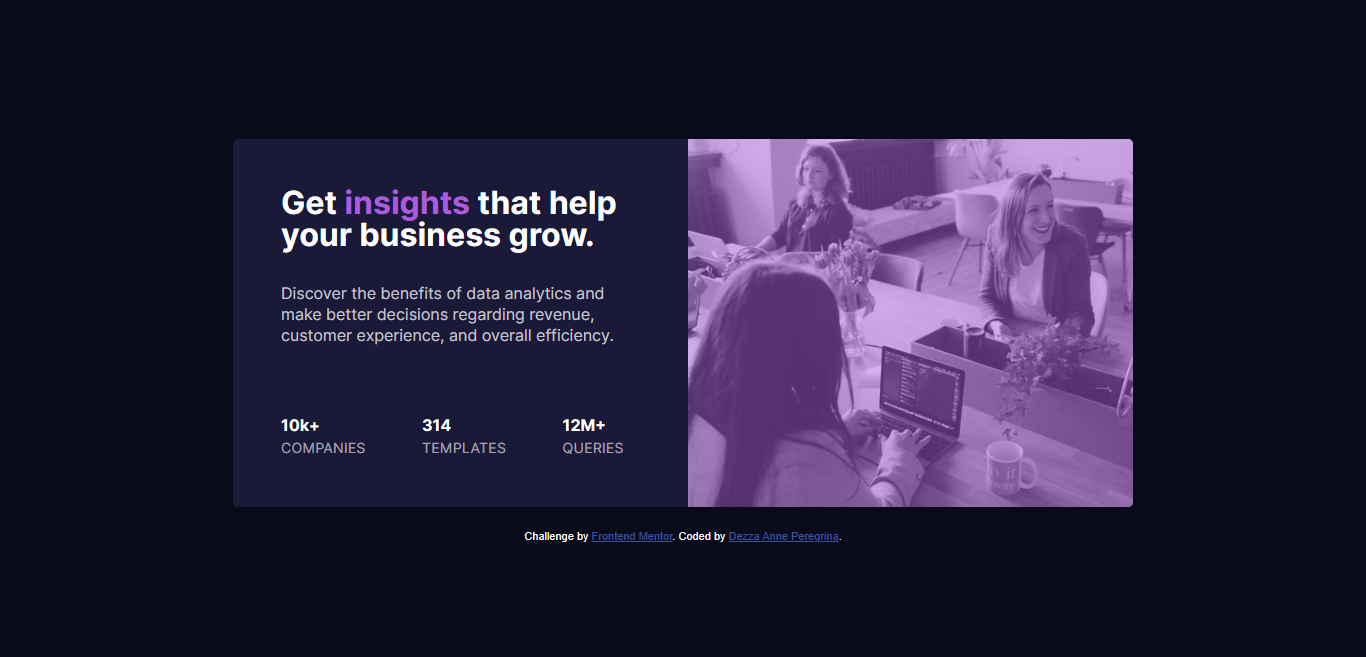 Get insights that help
your business grow.
Discover the benefits of data analytics and
make better decisions regarding revenue,
customer experience, and overall efficiency.
10k+
COMPANIES
314
TEMPLATES
12M+
QUERIES
Challenge by Frontend Mentor. Coded by Dezza Anne Peregrina.